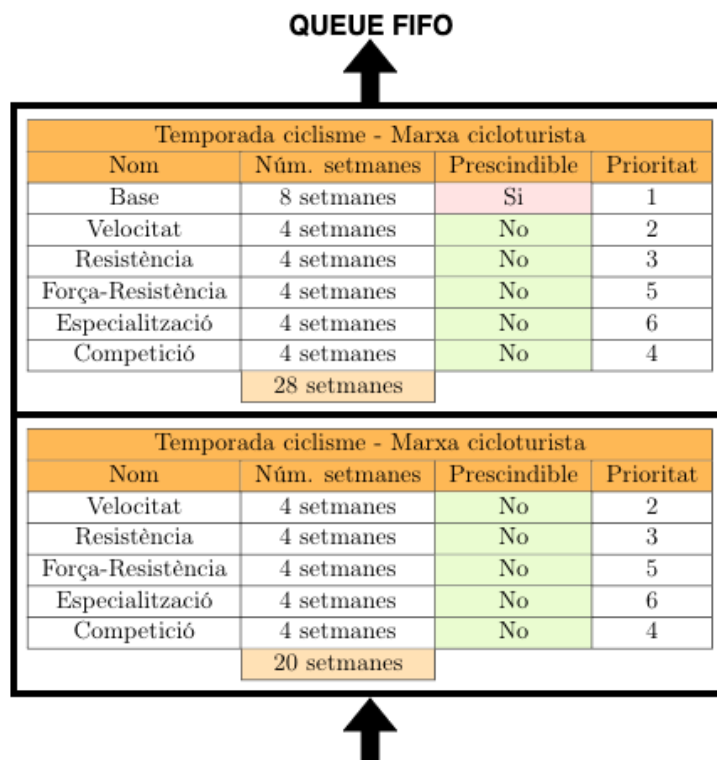 QUEUE FIFO
Temporada ciclisme - Marxa cicloturista
Nom Núm. setmanes Prescindible Prioritat
Base 8 setmanes Si 1
Velocitat 4 setmanes No 2
Resistència 4 setmanes No 3
Força-Resistència 4 setmanes No 5
Especialització 4 setmanes No 6
Competició 4 setmanes No 4
28 setmanes
Temporada ciclisme - Marxa cicloturista
Nom Núm. setmanes Prescindible Prioritat
Velocitat 4 setmanes No 2
Resistència 4 setmanes No 3
Força-Resistència 4 setmanes No 5
Especialització 4 setmanes No 6
Competició 4 setmanes No 4
20 setmanes